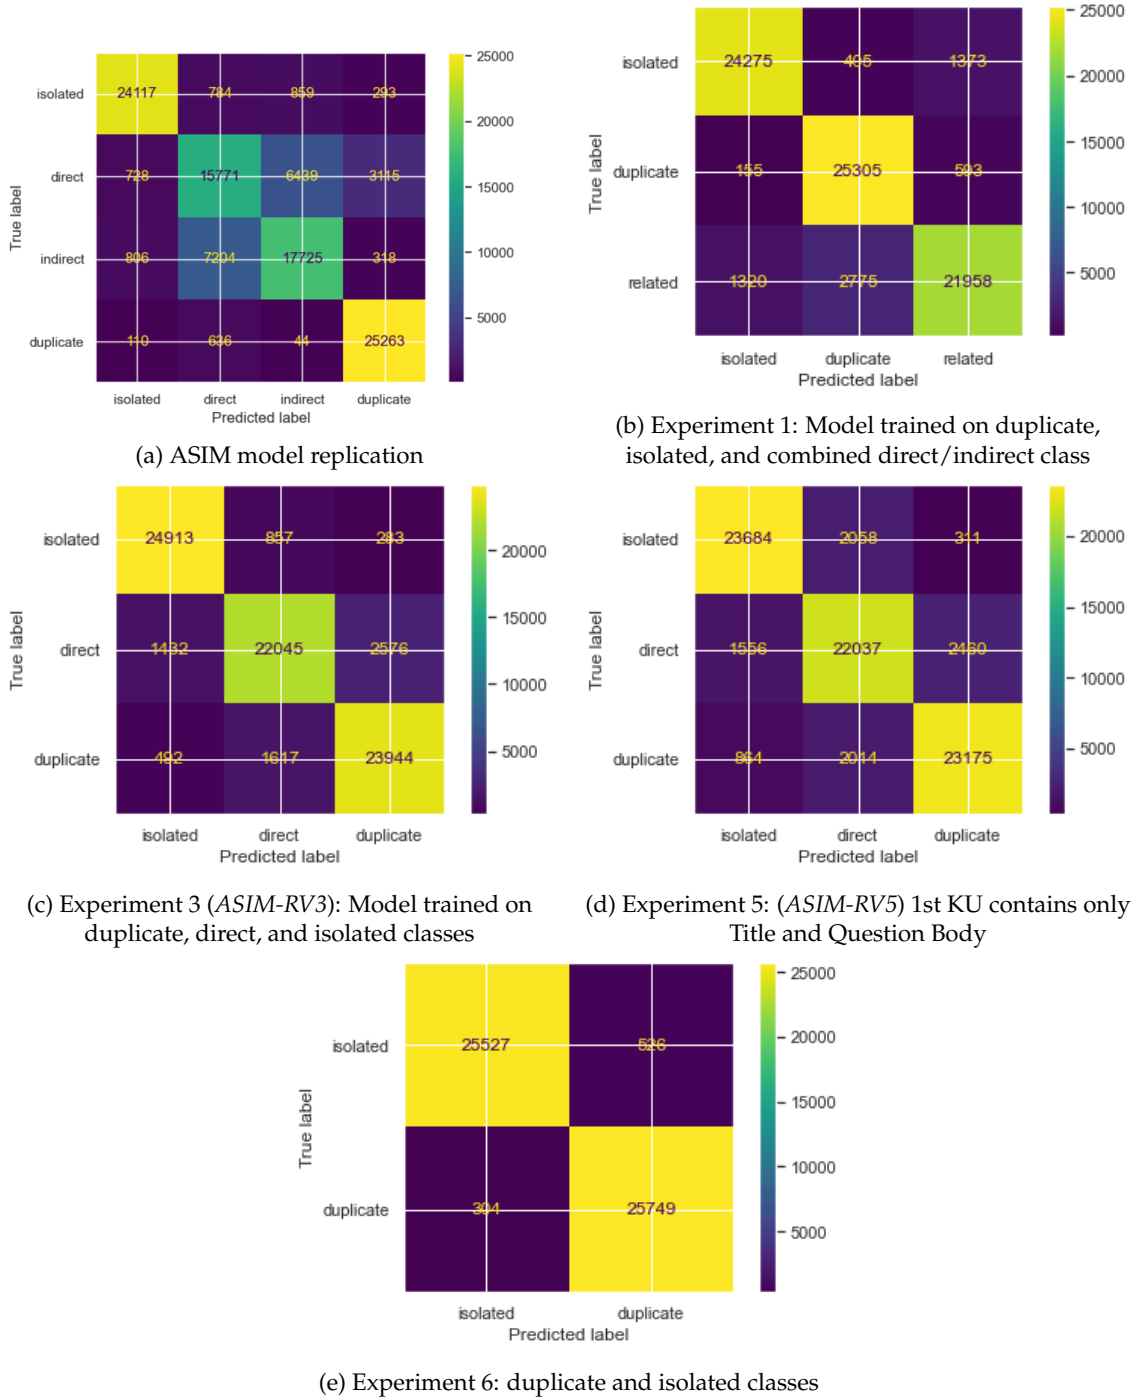 25000
20000
15000
10000
5000
True label
isolated
direct
indirect
duplicate
24117 784 859 293
728 15771 6439 3115
806 7204 17725 318
110 636 44 25263
isolated direct indirect duplicate
Predicted label
(a) ASIM model replication
25000
20000
15000
10000
5000
True label
isolated
duplicate
related
24275 405 1373
155 25305 593
1320 2775 21958
isolated duplicate related
Predicted label
(b) Experiment 1: Model trained on duplicate,
isolated, and combined direct/indirect class
20000
15000
10000
5000
True label
isolated
direct
duplicate
24913 857 283
1432 22045 2576
492 1617 23944
isolated direct duplicate
Predicted label
(c) Experiment 3 (ASIM-RV3): Model trained on
duplicate, direct, and isolated classes
20000
15000
10000
5000
True label
isolated
direct
duplicate
23684 2058 311
1556 22037 2460
864 2014 23175
isolated direct duplicate
Predicted label
(d) Experiment 5: (ASIM-RV5) 1st KU contains only
Title and Question Body
25000
20000
15000
10000
5000
True label
isolated
duplicate
25527 526
304 25749
isolated duplicate
Predicted label
(e) Experiment 6: duplicate and isolated classes